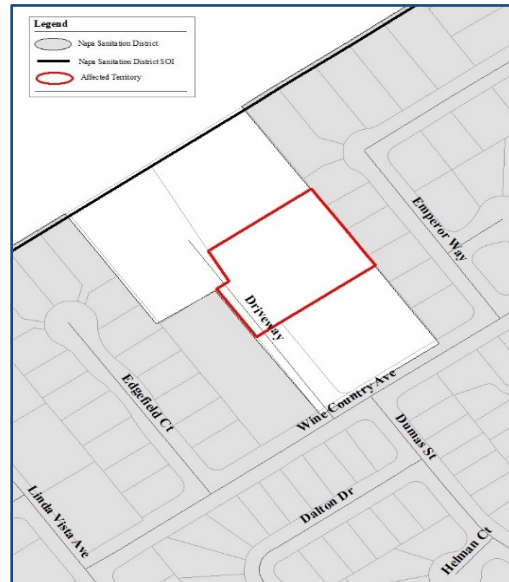 Legend
Napa Sanitation District
Napa Sanitation District SOI
Affected Territory
Emperor Way
Driveway
Edgefield Ct
Wine Country Ave
Dumas St
Linda Vista Ave
Dalton Dr
Helman Ct